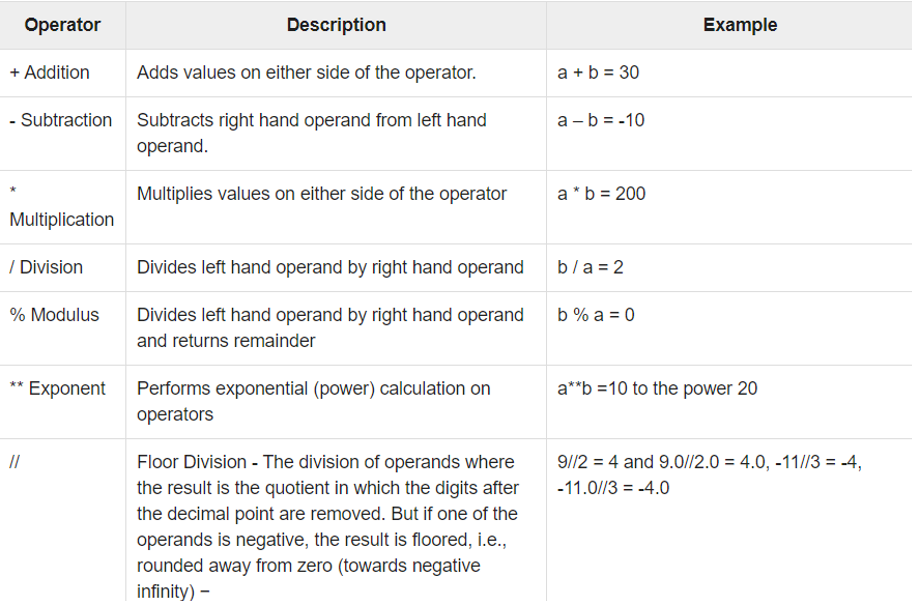 Operator Description Example
+ Addition Adds values on either side of the operator. a + b = 30
- Subtraction Subtracts right hand operand from left hand a – b = -10
operand.
* Multiplies values on either side of the operator a * b = 200
Multiplication
/ Division Divides left hand operand by right hand operand b / a = 2
% Modulus Divides left hand operand by right hand operand b % a = 0
and returns remainder
** Exponent Performs exponential (power) calculation on a**b =10 to the power 20
operators
// Floor Division - The division of operands where 9//2 = 4 and 9.0//2.0 = 4.0, -11//3 = -4,
the result is the quotient in which the digits after -11.0//3 = -4.0
the decimal point are removed. But if one of the
operands is negative, the result is floored, i.e.,
rounded away from zero (towards negative
infinity) –